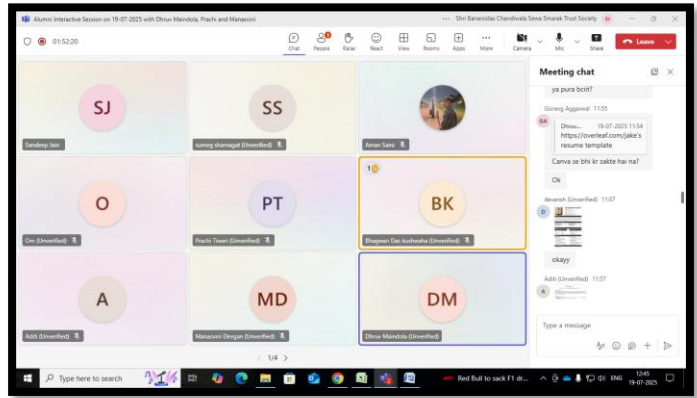 Alumni Interactive Session on 19-07-2025 with Dhruv Maindola, Prachi and Manasvini
Shri Banarsidas Chandiwala Sewa Smarak Trust Society
01:52:20
Chat People Raise React View Rooms Apps More Camera Mic Share Leave
Meeting chat
ya pura bciit?
Gorang Aggarwal 11:55
GA
Dhruv... 19-07-2025 11:54
https://overleaf.com/jake's
resume template
Canva se bhi kr sakte hai na?
Ok
devansh (Unverified) 11:57
D
okayy
Aditi (Unverified) 11:57
A
Type a message
SJ
Sandeep Jain
SS
(Unverified)
Aman Saini
O
Om (Unverified)
PT
Prachi Tiwari (Unverified)
1
BK
Bhagwan Das kushwaha (Unverified)
A
Aditi (Unverified)
MD
Manasvini Devgan (Unverified)
DM
Dhruv Maindola (Unverified)
1/4
Type here to search
Red Bull to sack F1 dr...
ENG
12:45
19-07-2025